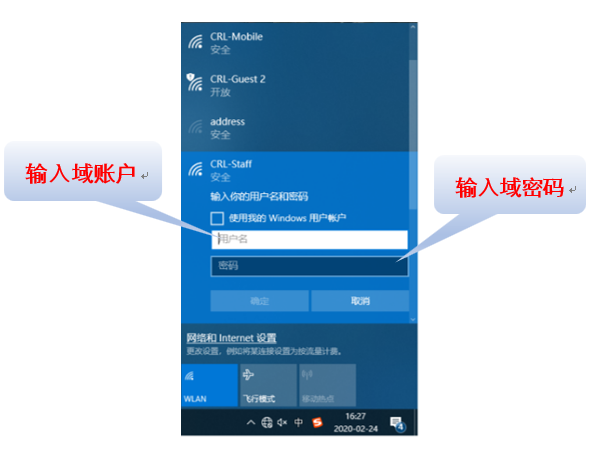 CRL-Mobile
安全
CRL-Guest 2
开放
address
安全
CRL-Staff
安全
输入你的用户名和密码
使用我的 Windows 用户帐户
用户名
密码
确定
取消
输入域账户
输入域密码
网络和 Internet 设置
更改设置，例如将某连接设置为按流量计费。
WLAN
飞行模式
移动热点
中
16:27
2020-02-24
4